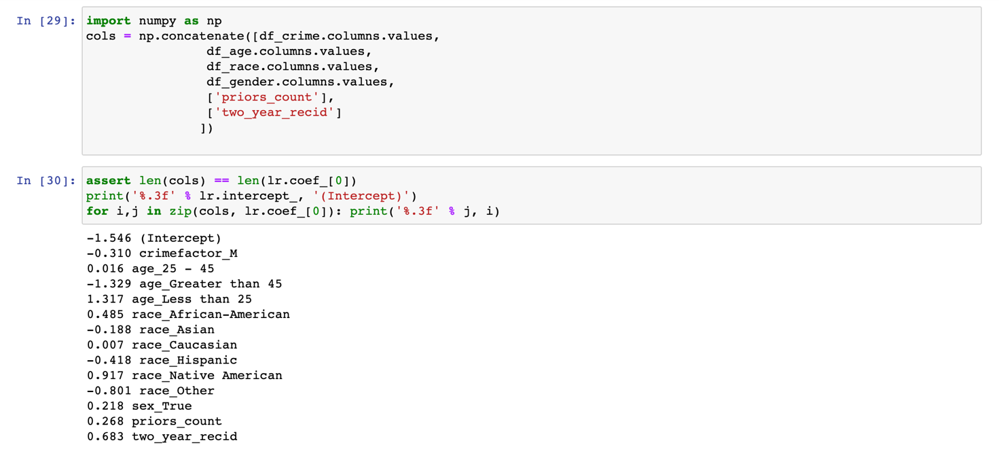 In [29]: import numpy as np
cols = np.concatenate([df_crime.columns.values,
df_age.columns.values,
df_race.columns.values,
df_gender.columns.values,
['priors_count'],
['two_year_recid']
])
In [30]: assert len(cols) == len(lr.coef_[0])
print('%.3f' % lr.intercept_, '(Intercept)')
for i,j in zip(cols, lr.coef_[0]): print('%.3f' % j, i)
-1.546 (Intercept)
-0.310 crimefactor_M
0.016 age_25 - 45
-1.329 age_Greater than 45
1.317 age_Less than 25
0.485 race_African-American
-0.188 race_Asian
0.007 race_Caucasian
-0.418 race_Hispanic
0.917 race_Native American
-0.801 race_Other
0.218 sex_True
0.268 priors_count
0.683 two_year_recid